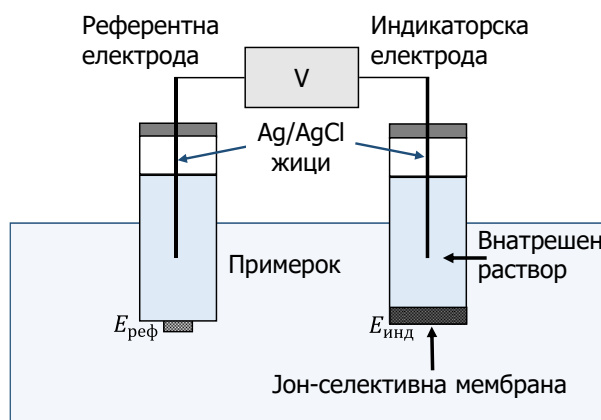 Референтна
електрода
V
Индикаторска
електрода
Ag/AgCl
жици
Примерок
Внатрешен
раствор
Eреф
Eинд
Јон-селективна мембрана